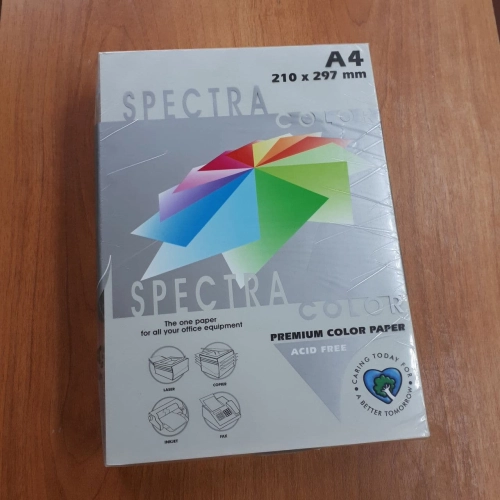 A4
210 x 297 mm
SPECTRA
COLOR
SPECTRA
COLOR
The one paper
for all your office equipment
PREMIUM COLOR PAPER
ACID FREE
LASER
COPIER
INKJET
FAX
CARING TODAY FOR
A BETTER TOMORROW